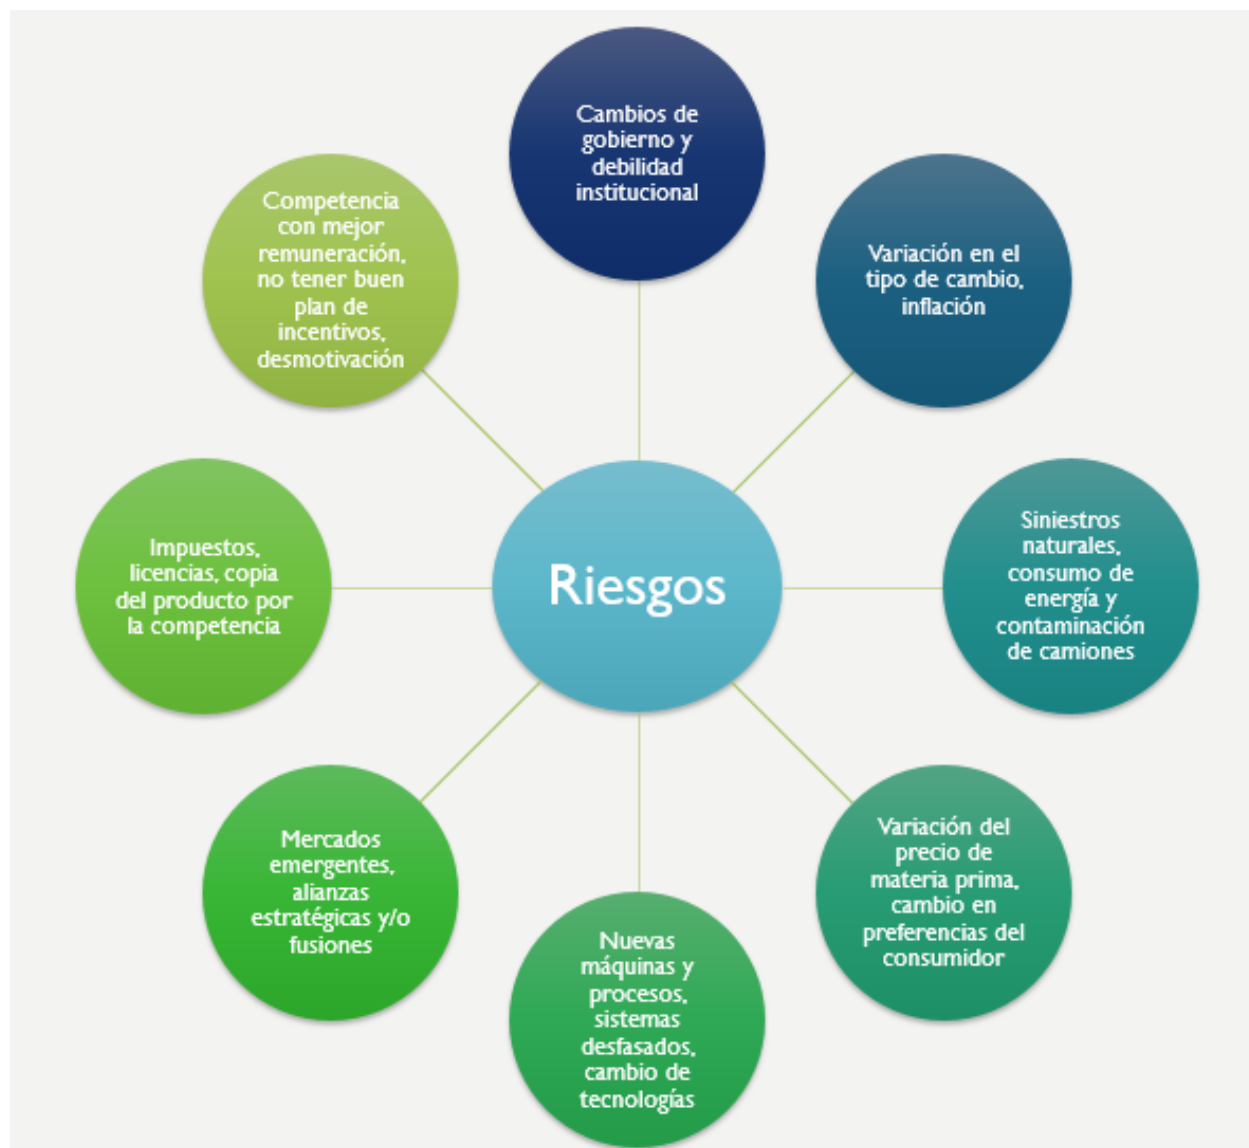 Cambios de
gobierno y
debilidad
institucional
Variación en el
tipo de cambio,
inflación
Siniestros
naturales,
consumo de
energía y
contaminación
de camiones
Variación del
precio de
materia prima,
cambio en
preferencias del
consumidor
Nuevas
máquinas y
procesos,
sistemas
desfasados,
cambio de
tecnologías
Mercados
emergentes,
alianzas
estratégicas y/o
fusiones
Impuestos,
licencias, copia
del producto por
la competencia
Competencia
con mejor
remuneración,
no tener buen
plan de
incentivos,
desmotivación
Riesgos